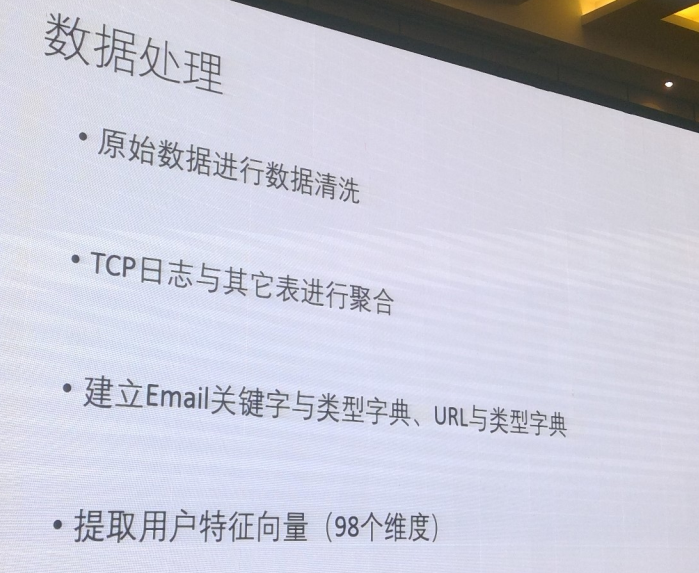 数据处理
• 原始数据进行数据清洗
• TCP日志与其它表进行聚合
• 建立Email关键字与类型字典、URL与类型字典
• 提取用户特征向量（98个维度）